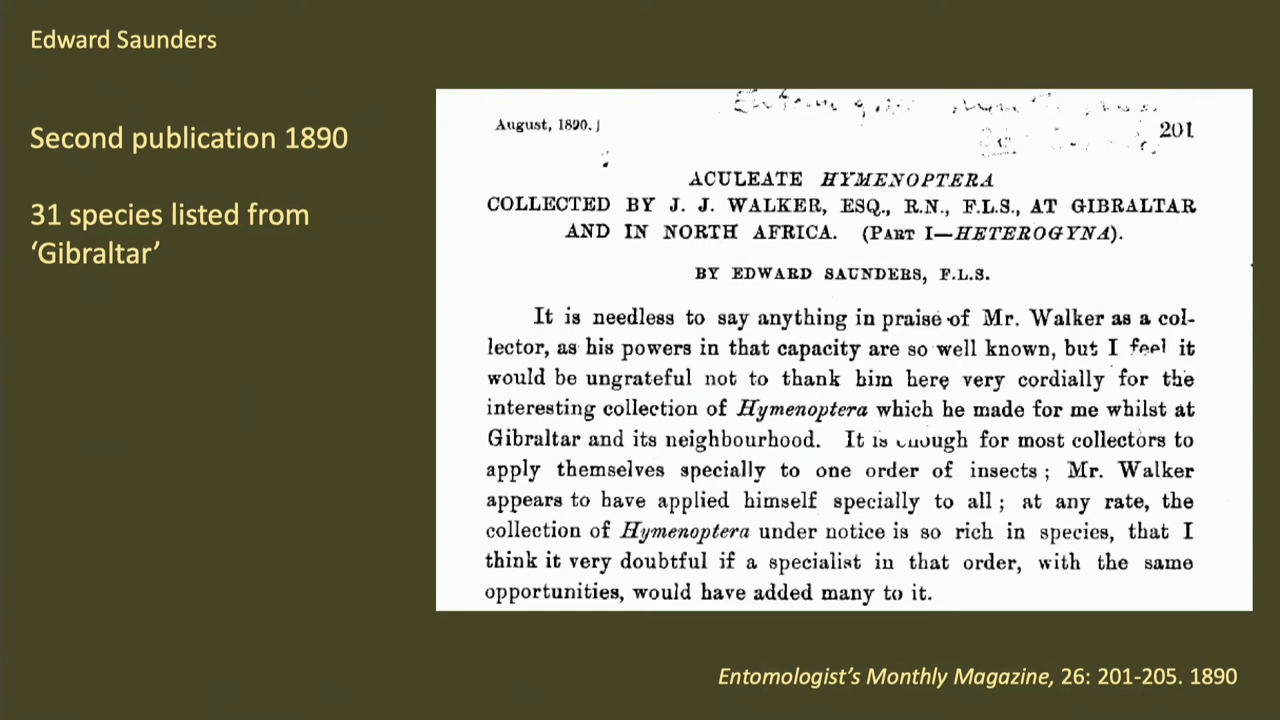 Edward Saunders
Second publication 1890
31 species listed from
‘Gibraltar’
August, 1890.]
201
ACULEATE HYMENOPTERA
COLLECTED BY J. J. WALKER, ESQ., R.N., F.L.S., AT GIBRALTAR
AND IN NORTH AFRICA. (PART I—HETEROGYNA).
BY EDWARD SAUNDERS, F.L.S.
It is needless to say anything in praise of Mr. Walker as a col-
lector, as his powers in that capacity are so well known, but I feel it
would be ungrateful not to thank him here very cordially for the
interesting collection of Hymenoptera which he made for me whilst at
Gibraltar and its neighbourhood. It is enough for most collectors to
apply themselves specially to one order of insects ; Mr. Walker
appears to have applied himself specially to all ; at any rate, the
collection of Hymenoptera under notice is so rich in species, that I
think it very doubtful if a specialist in that order, with the same
opportunities, would have added many to it.
Entomologist’s Monthly Magazine, 26: 201-205. 1890